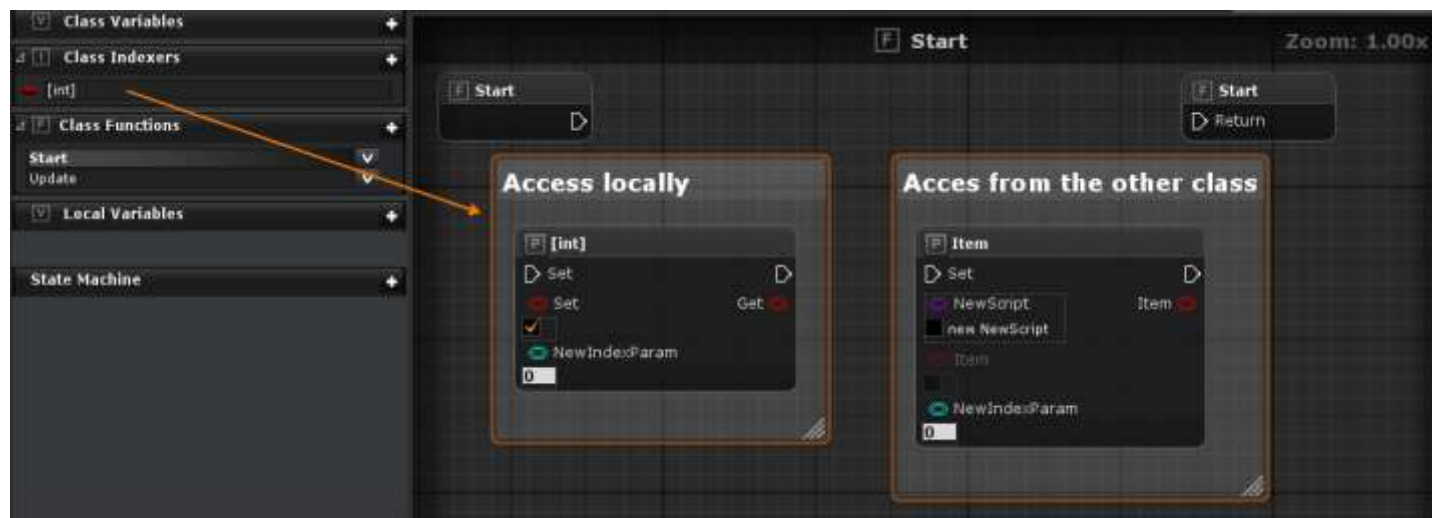 V Class Variables +
I Class Indexers +
[int]
F Class Functions +
Start V
Update V
V Local Variables +
State Machine +
F Start
Zoom: 1.00x
F Start
F Start
Return
Access locally
P [int]
Set
Set Get
NewIndexParam
0
Acces from the other class
P Item
Set
NewScript Item
new NewScript
Item
NewIndexParam
0